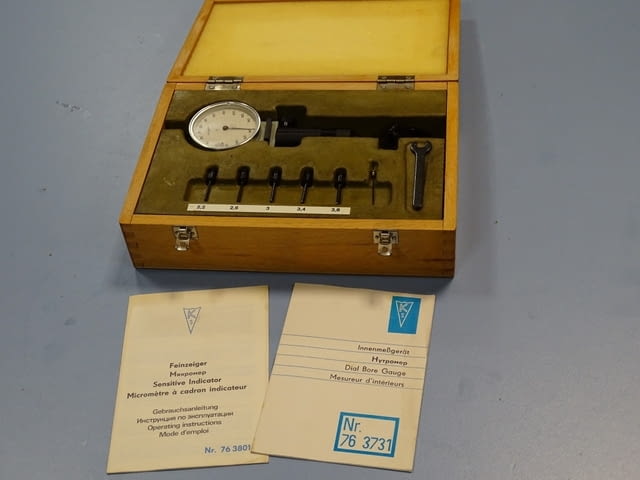 2,2 2,6 3 3,4 3,8
K
S
Feinzeiger
Микромер
Sensitive Indicator
Micromètre à cadran indicateur
Gebrauchsanleitung
Инструкция по эксплуатации
Operating instructions
Mode d'emploi
Nr. 76 3801
K
S
Innenmeßgerät
Нутромер
Dial Bore Gauge
Mesureur d'intérieurs
Nr.
76 3731